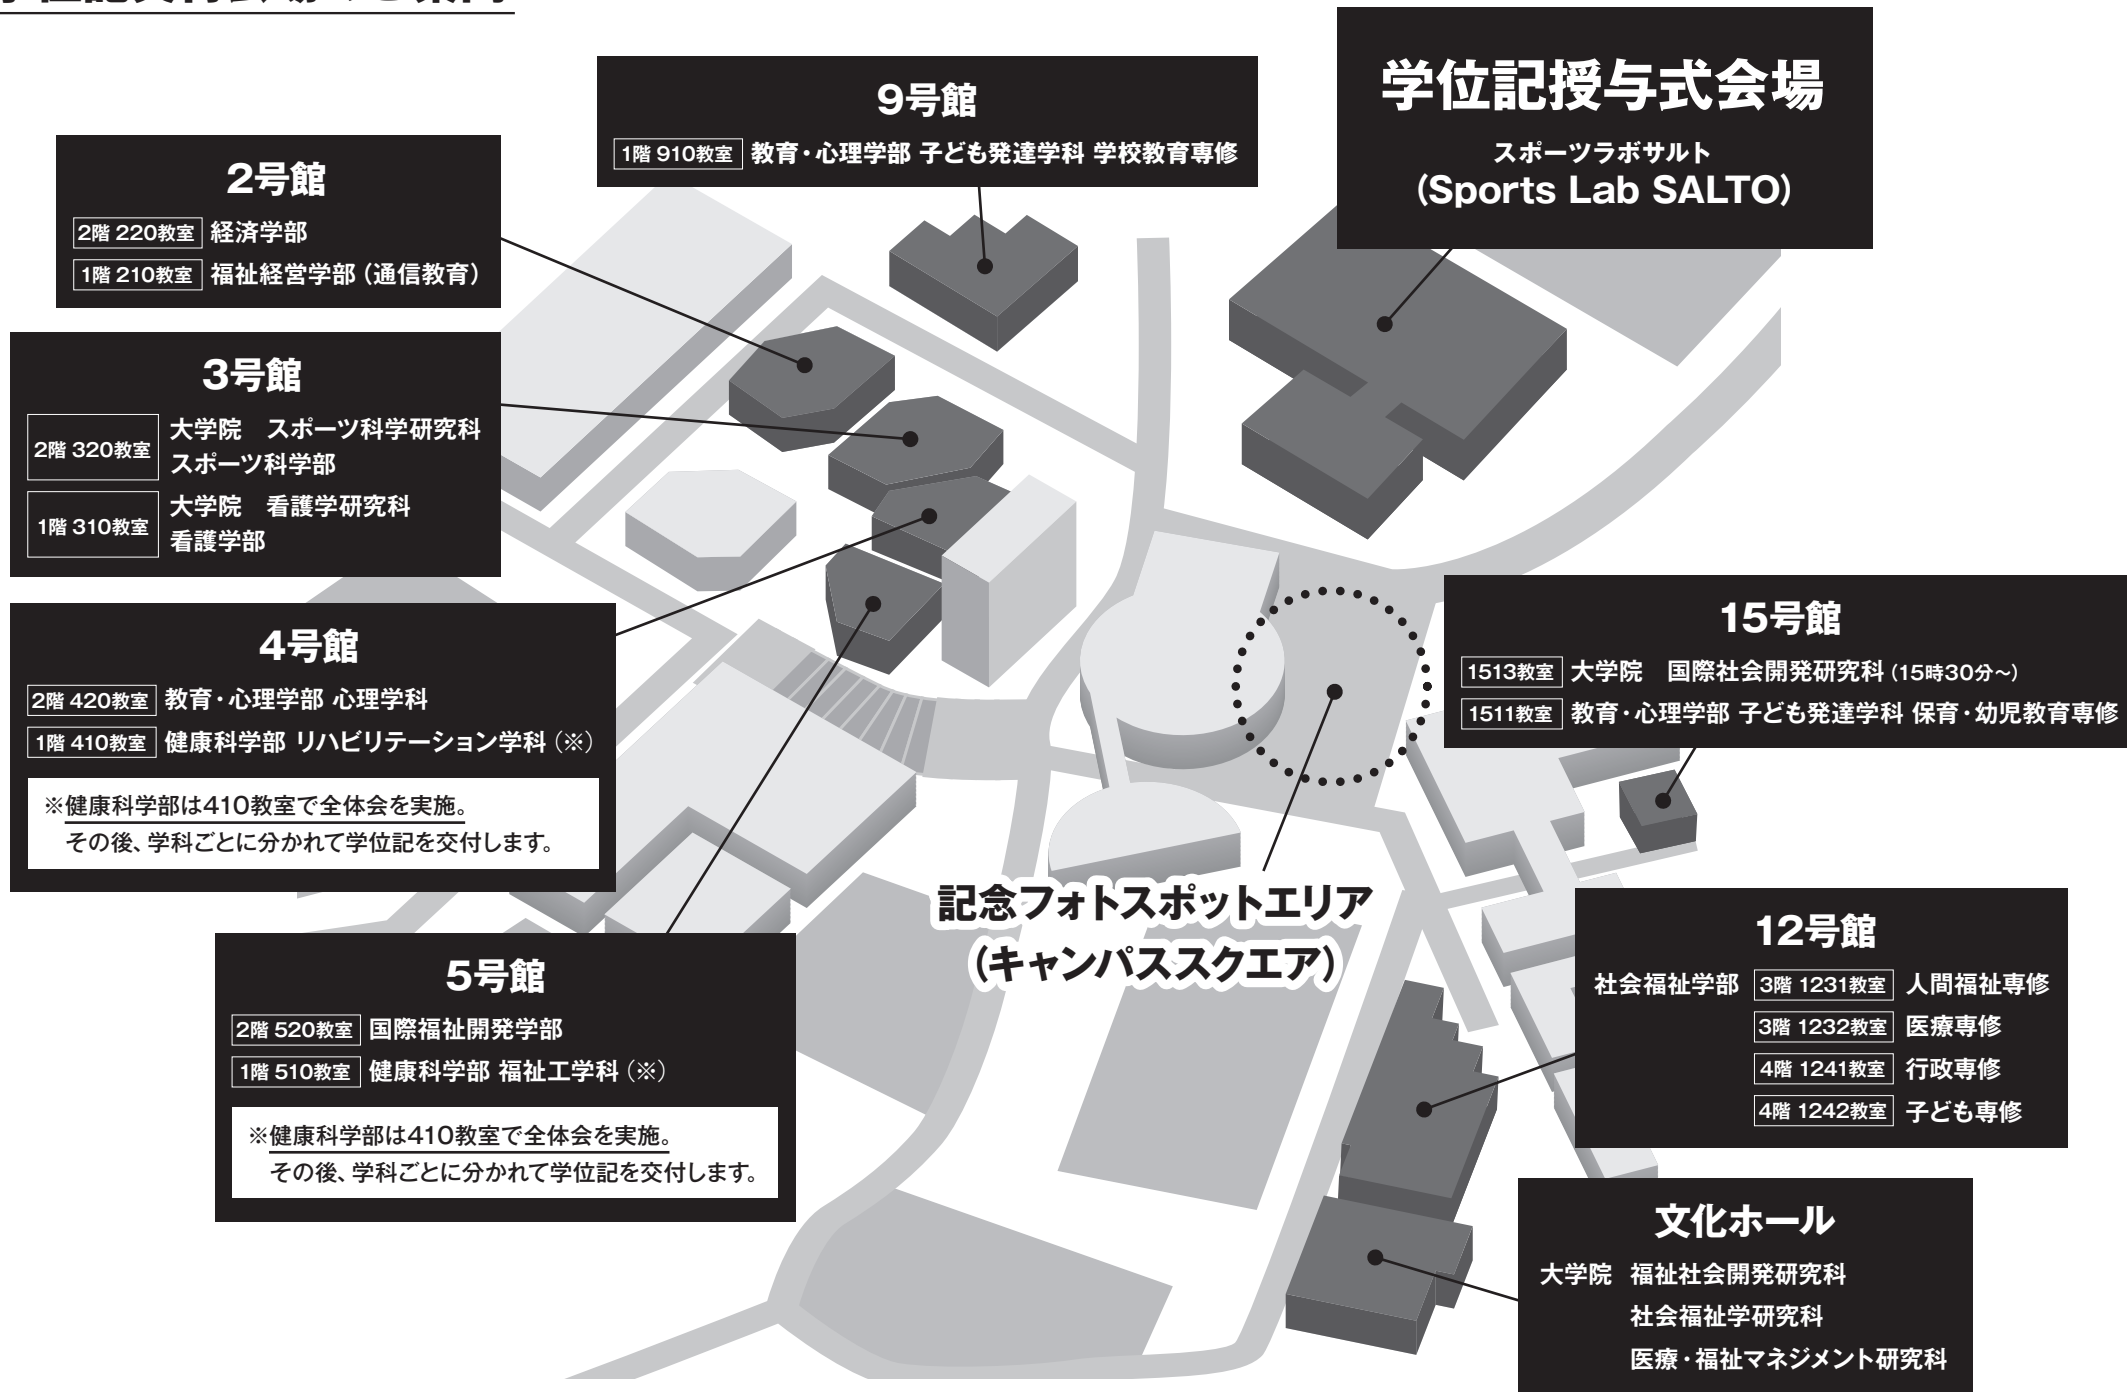 学位記授与式会場
スポーツラボサルト
（Sports Lab SALTO）
9号館
1階 910教室 教育・心理学部 子ども発達学科 学校教育専修
2号館
2階 220教室 経済学部
1階 210教室 福祉経営学部（通信教育）
3号館
2階 320教室 大学院　スポーツ科学研究科
スポーツ科学部
1階 310教室 大学院　看護学研究科
看護学部
4号館
2階 420教室 教育・心理学部 心理学科
1階 410教室 健康科学部 リハビリテーション学科（※）
※健康科学部は410教室で全体会を実施。
その後、学科ごとに分かれて学位記を交付します。
5号館
2階 520教室 国際福祉開発学部
1階 510教室 健康科学部 福祉工学科（※）
※健康科学部は410教室で全体会を実施。
その後、学科ごとに分かれて学位記を交付します。
記念フォトスポットエリア
（キャンパススクエア）
15号館
1513教室 大学院　国際社会開発研究科（15時30分〜）
1511教室 教育・心理学部 子ども発達学科 保育・幼児教育専修
12号館
社会福祉学部 3階 1231教室 人間福祉専修
3階 1232教室 医療専修
4階 1241教室 行政専修
4階 1242教室 子ども専修
文化ホール
大学院 福祉社会開発研究科
社会福祉学研究科
医療・福祉マネジメント研究科